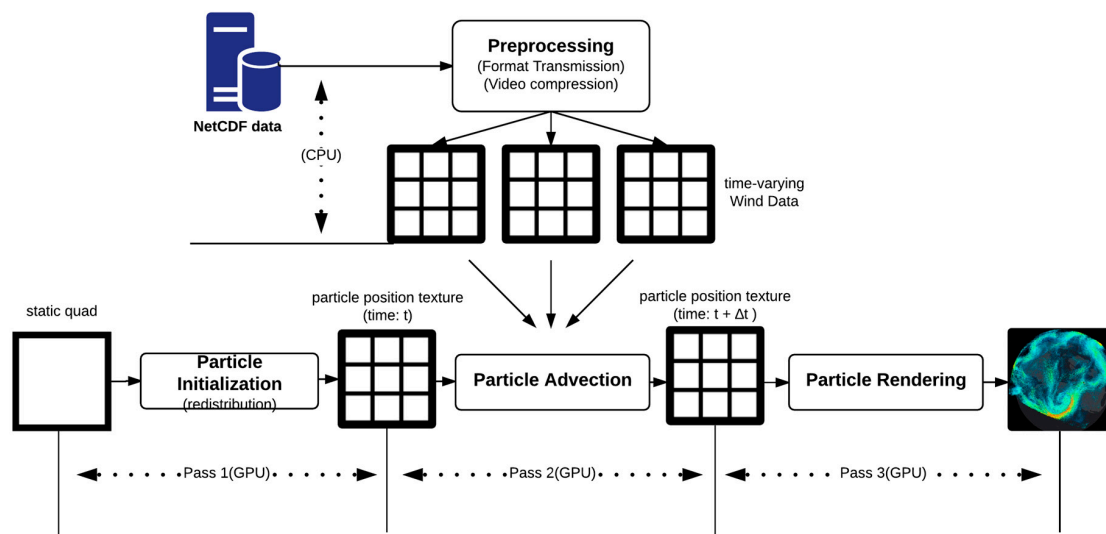 Preprocessing
(Format Transmission)
(Video compression)
NetCDF data
(CPU)
time-varying
Wind Data
static quad
particle position texture
(time: t)
particle position texture
(time: t + Δt )
Particle
Initialization
(redistribution)
Particle Advection
Particle Rendering
Pass 1(GPU)
Pass 2(GPU)
Pass 3(GPU)